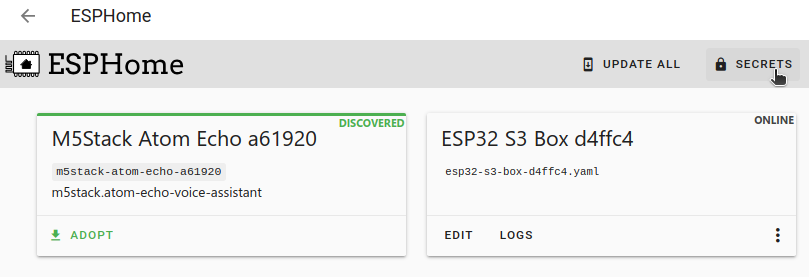 ESPHome
ESPHome
UPDATE ALL
SECRETS
DISCOVERED
M5Stack Atom Echo a61920
m5stack-atom-echo-a61920
m5stack.atom-echo-voice-assistant
ADOPT
ONLINE
ESP32 S3 Box d4ffc4
esp32-s3-box-d4ffc4.yaml
EDIT
LOGS